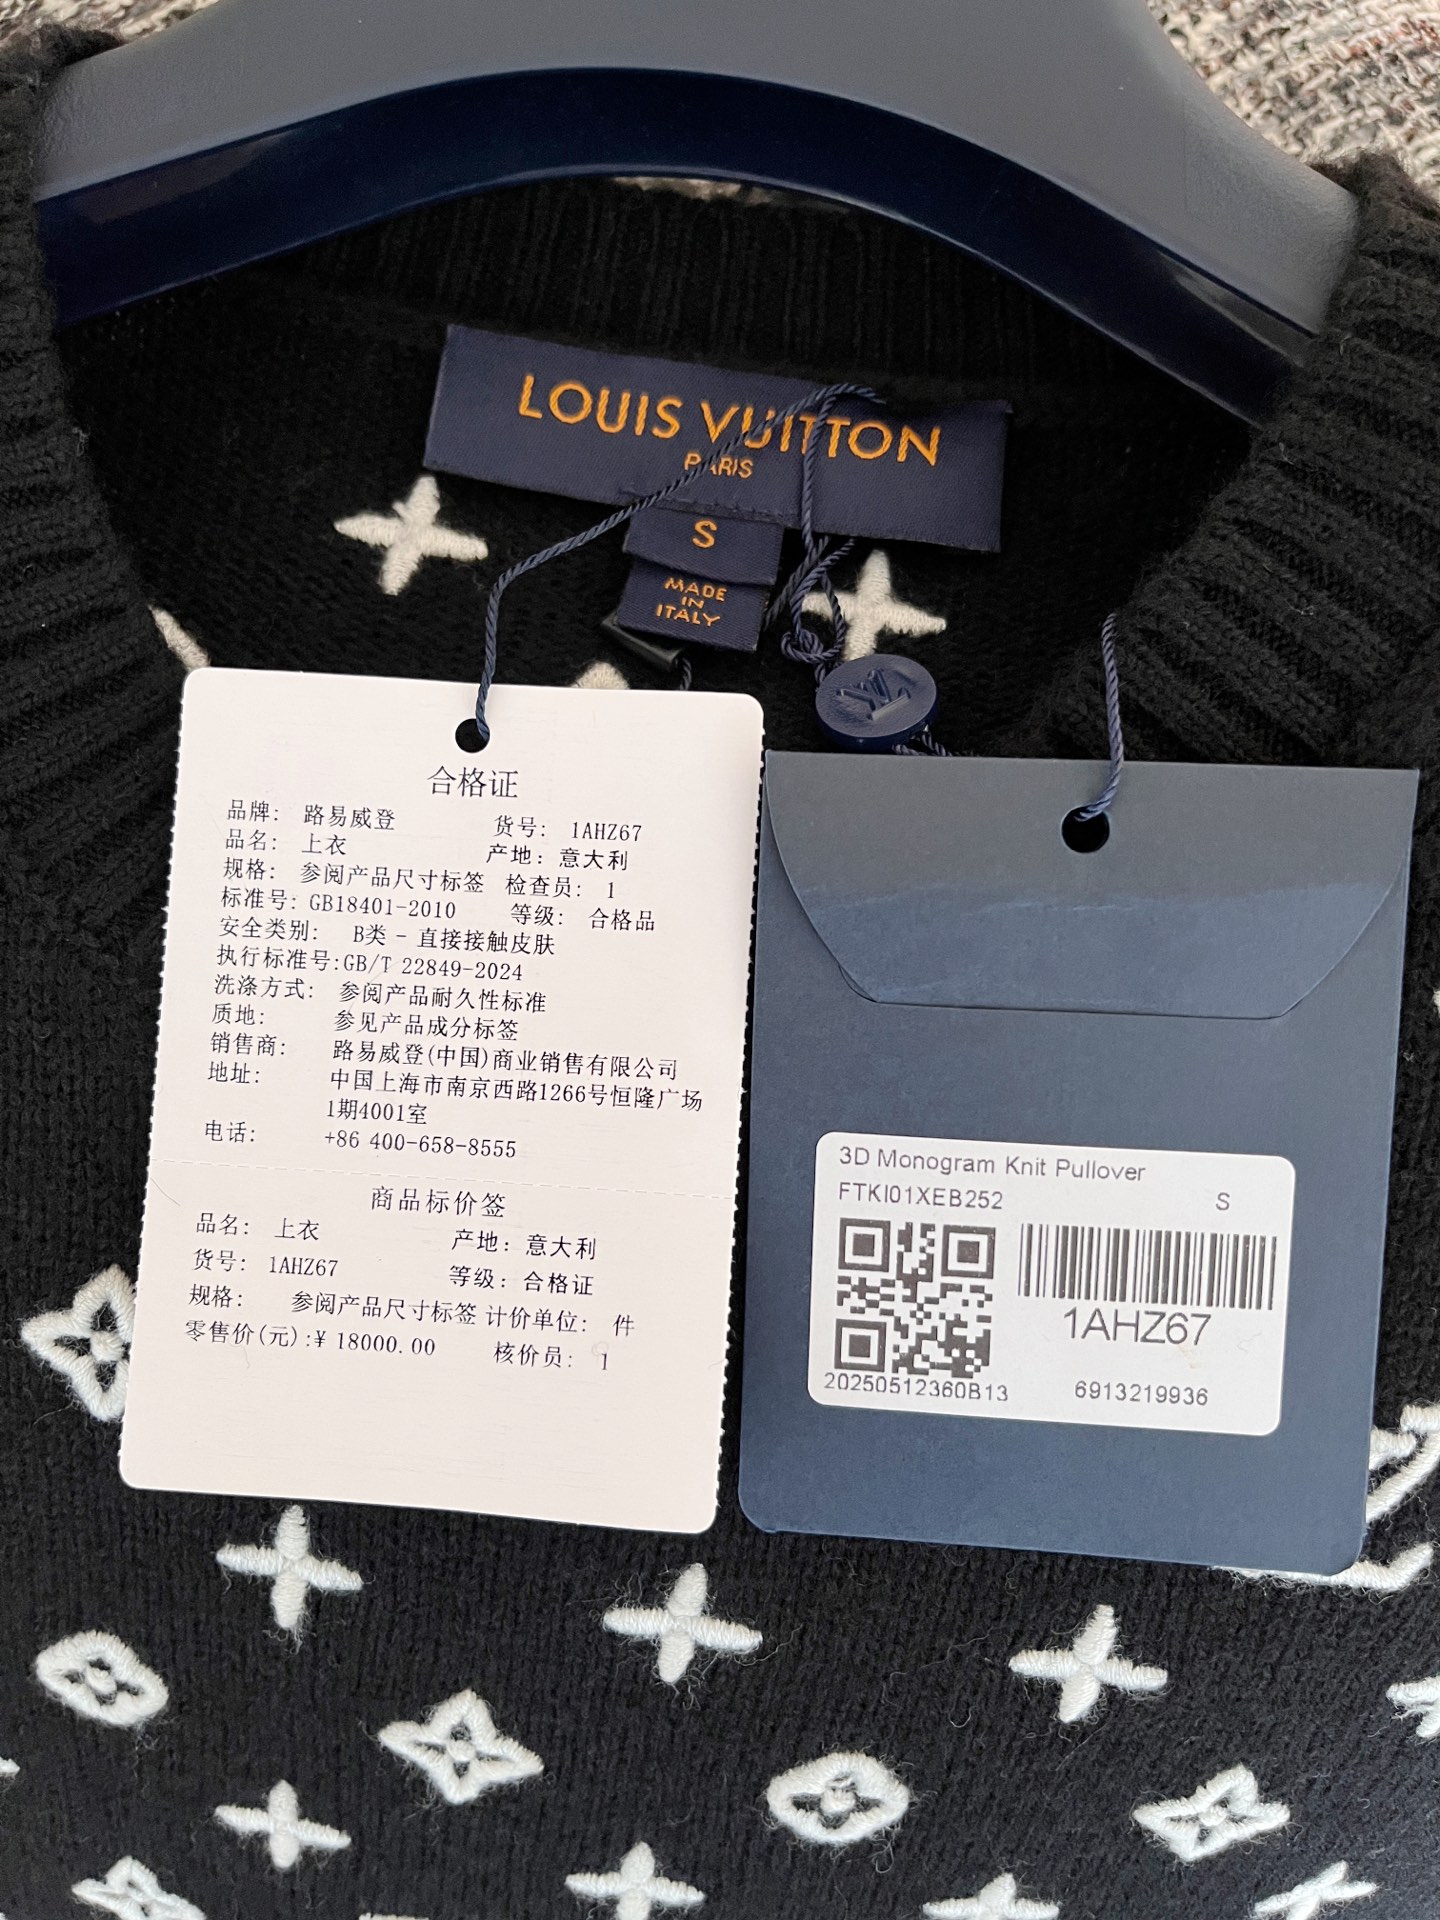 LOUIS VUITTON
PARIS
S
MADE
IN
ITALY
合格证
品牌: 路易威登 货号: 1AHZ67
品名: 上衣 产地: 意大利
规格: 参阅产品尺寸标签 检查员: 1
标准号: GB18401-2010 等级: 合格品
安全类别: B类 - 直接接触皮肤
执行标准号:GB/T 22849-2024
洗涤方式: 参阅产品耐久性标准
质地: 参见产品成分标签
销售商: 路易威登(中国)商业销售有限公司
地址: 中国上海市南京西路1266号恒隆广场
1期4001室
电话: +86 400-658-8555
商品标价签
品名: 上衣 产地: 意大利
货号: 1AHZ67 等级: 合格证
规格: 参阅产品尺寸标签 计价单位: 件
零售价(元):¥ 18000.00 核价员: 1
LV
3D Monogram Knit Pullover
FTKI01XEB252 S
1AHZ67
20250512360B13 6913219936